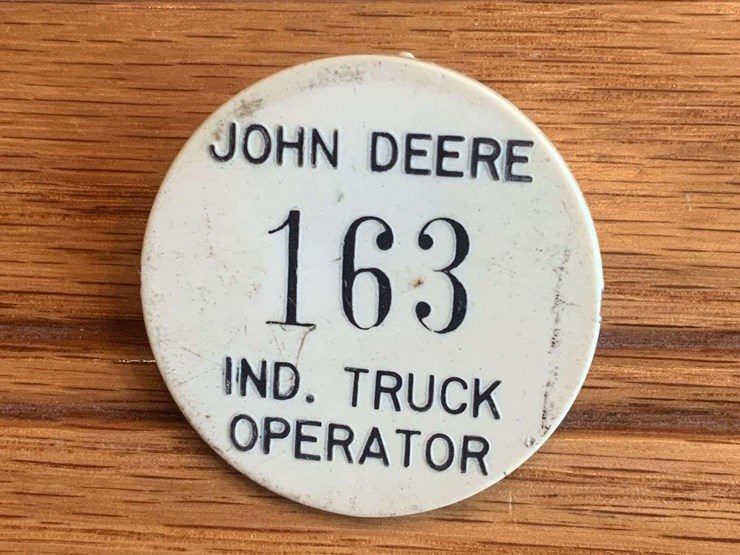 JOHN DEERE
163
IND. TRUCK
OPERATOR